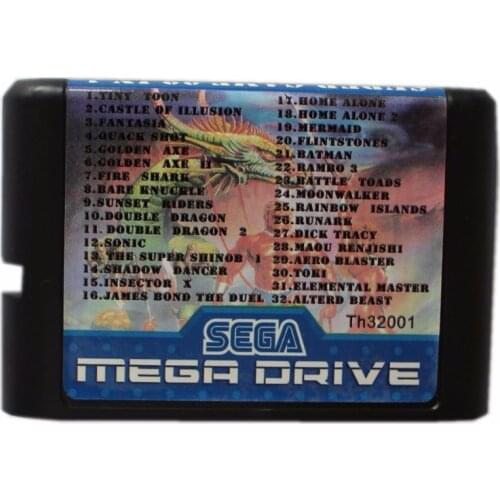 1.TINY TOON
2.CASTLE OF ILLUSION
3.FANTASIA
4.QUACK SHOT
5.GOLDEN AXE
6.GOLDEN AXE II
7.FIRE SHARK
8.BARE KNUCKLE
9.SUNSET RIDERS
10.DOUBLE DRAGON
11.DOUBLE DRAGON 2
12.SONIC
13.THE SUPER SHINOB 1
14.SHADOW DANCER
15.INSECTOR X
16.JAMES BOND THE DUEL
17.HOME ALONE
18.HOME ALONE 2
19.MERMAID
20.FLINTSTONES
21.BATMAN
22.RAMBO 3
23.BATTLE TOADS
24.MOONWALKER
25.RAINBOW ISLANDS
26.RUNARK
27.DICK TRACY
28.MAOU RENJISHI
29.AERO BLASTER
30.TOKI
31.ELEMENTAL MASTER
32.ALTERD BEAST
Th32001
SEGA
MEGA DRIVE